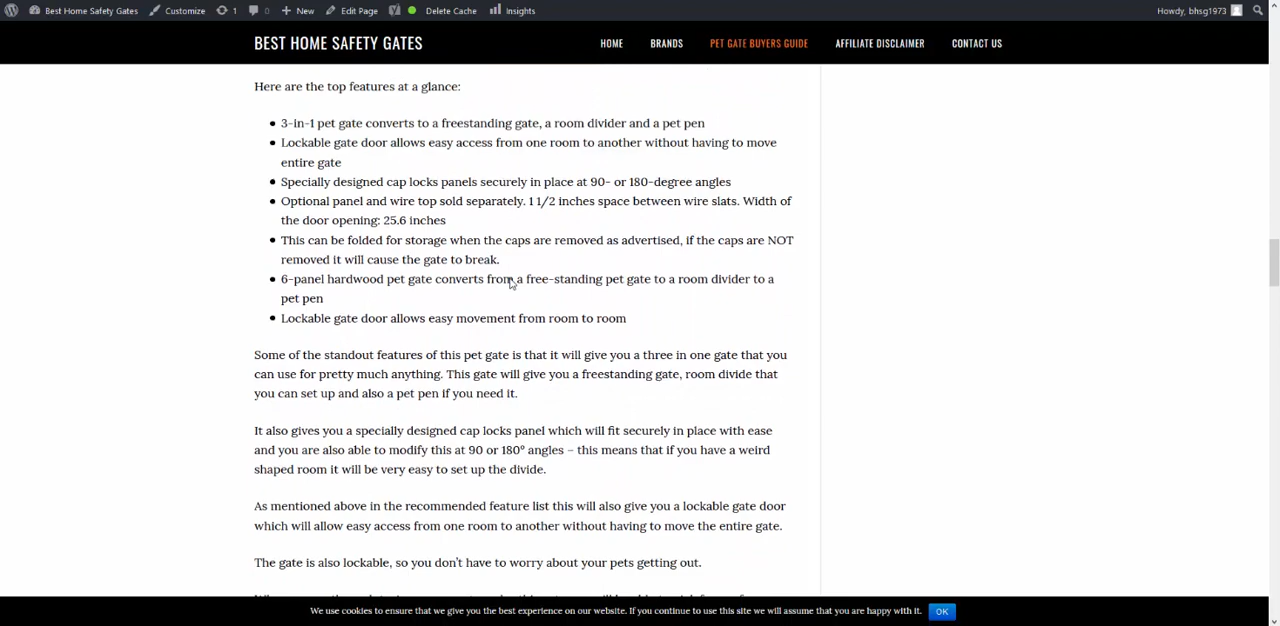 Best Home Safety Gates Customize 1 0 New Edit Page Delete Cache Insights Howdy, bhsg1973
BEST HOME SAFETY GATES HOME BRANDS PET GATE BUYERS GUIDE AFFILIATE DISCLAIMER CONTACT US
Here are the top features at a glance:
3-in-1 pet gate converts to a freestanding gate, a room divider and a pet pen
Lockable gate door allows easy access from one room to another without having to move
entire gate
Specially designed cap locks panels securely in place at 90- or 180-degree angles
Optional panel and wire top sold separately. 1 1/2 inches space between wire slats. Width of
the door opening: 25.6 inches
This can be folded for storage when the caps are removed as advertised, if the caps are NOT
removed it will cause the gate to break.
6-panel hardwood pet gate converts from a free-standing pet gate to a room divider to a
pet pen
Lockable gate door allows easy movement from room to room
Some of the standout features of this pet gate is that it will give you a three in one gate that you
can use for pretty much anything. This gate will give you a freestanding gate, room divide that
you can set up and also a pet pen if you need it.
It also gives you a specially designed cap locks panel which will fit securely in place with ease
and you are also able to modify this at 90 or 180° angles – this means that if you have a weird
shaped room it will be very easy to set up the divide.
As mentioned above in the recommended feature list this will also give you a lockable gate door
which will allow easy access from one room to another without having to move the entire gate.
The gate is also lockable, so you don't have to worry about your pets getting out.
We use cookies to ensure that we give you the best experience on our website. If you continue to use this site we will assume that you are happy with it. OK